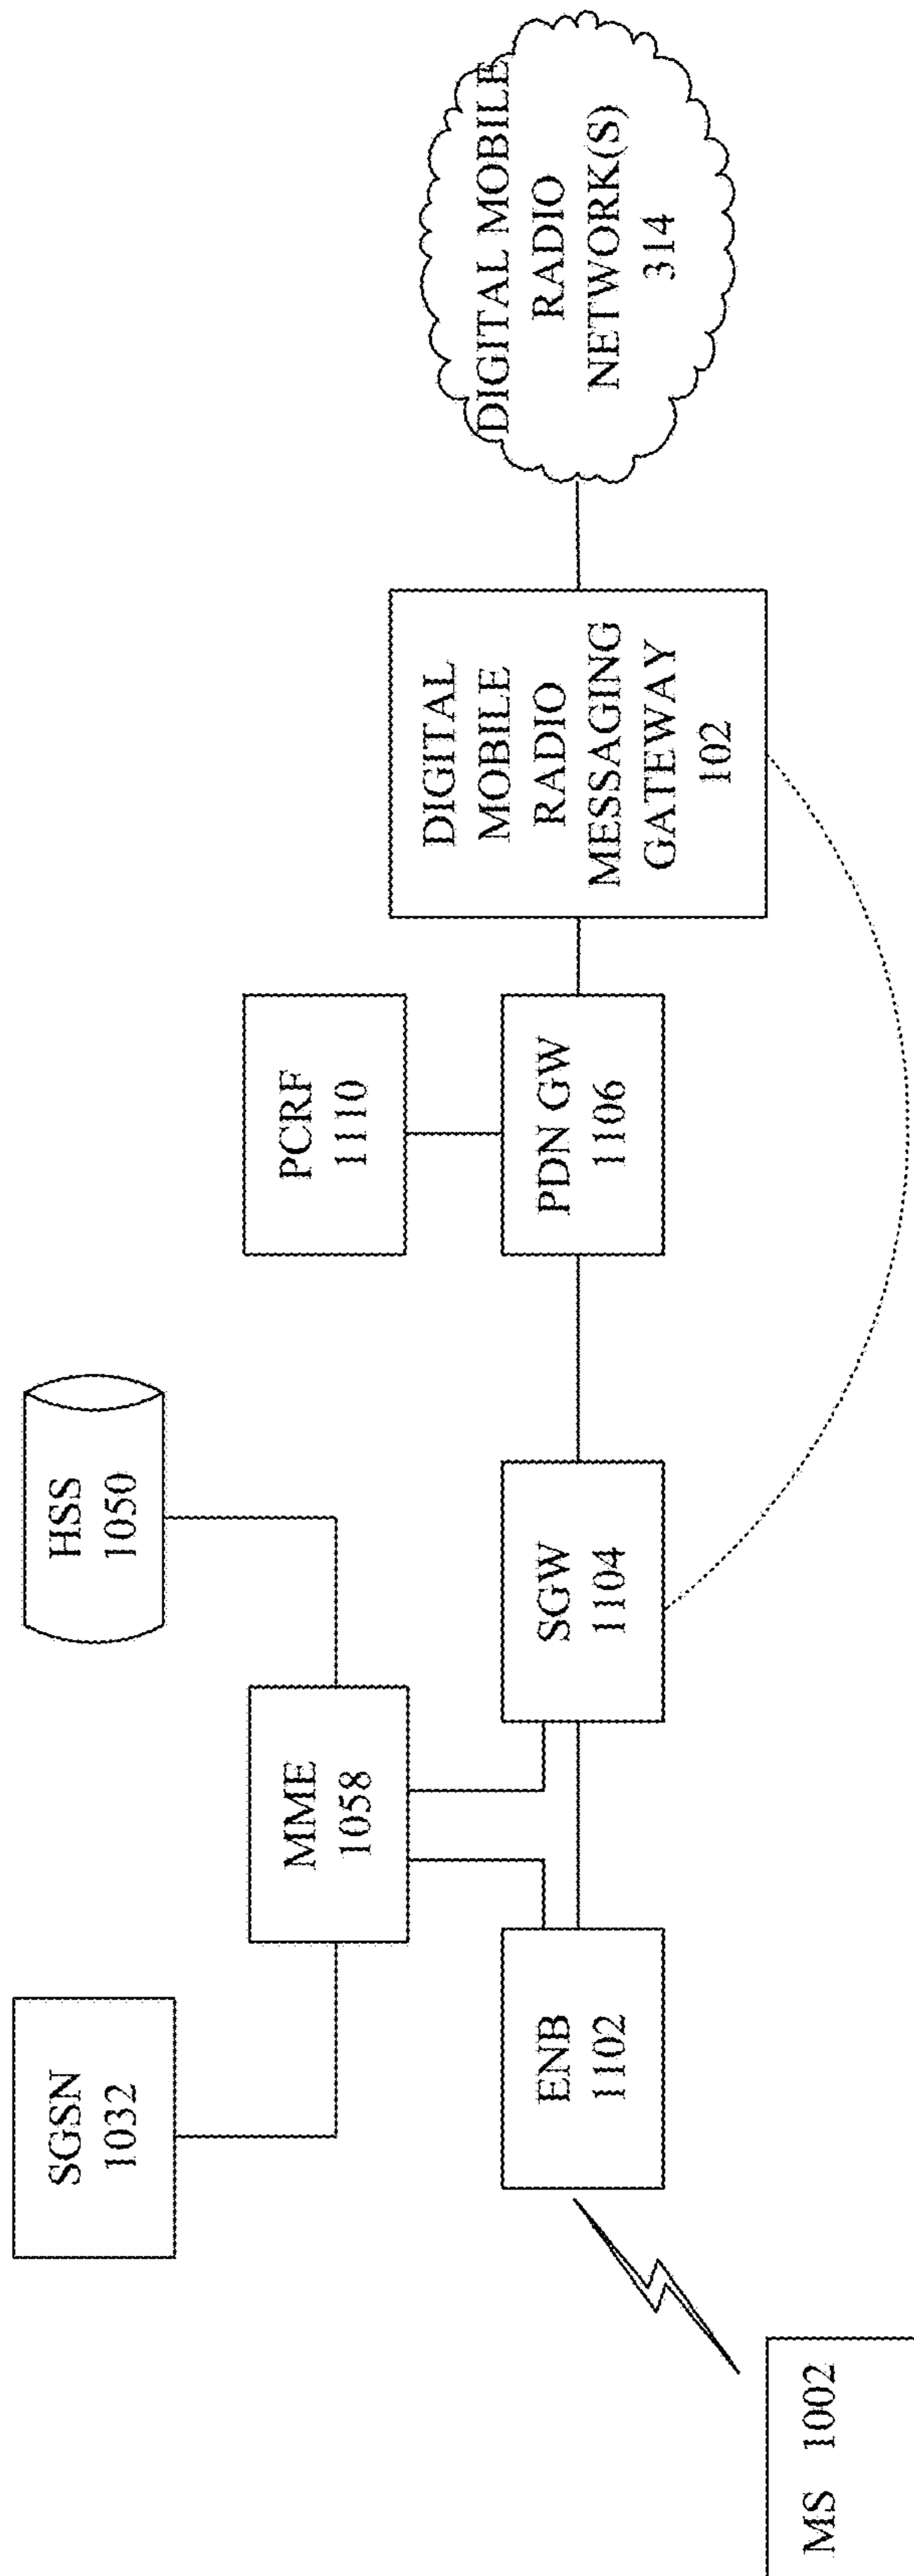 SGSN
1032
HSS
1050
MME
1058
PCRF
1110
ENB
1102
SGW
1104
PDN GW
1106
DIGITAL
MOBILE
RADIO
MESSAGING
GATEWAY
102
DIGITAL MOBILE
RADIO
NETWORK(S)
314
MS 1002